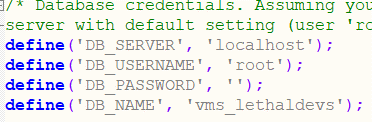 /* Database credentials. Assuming you
server with default setting (user 'ro
define('DB_SERVER', 'localhost');
define('DB_USERNAME', 'root');
define('DB_PASSWORD', '');
define('DB_NAME', 'vms_lethaldevs');